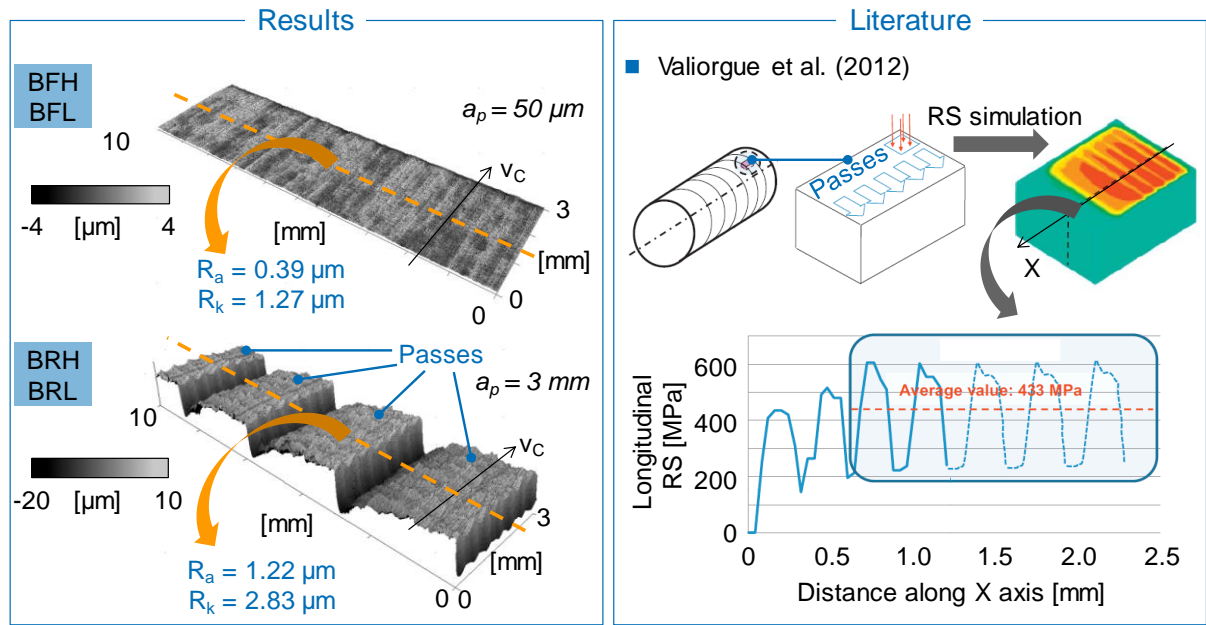 Results
BFH
BFL
a_p = 50 µm
10
v_C
-4 [µm] 4
[mm]
3
[mm]
0
0
R_a = 0.39 µm
R_k = 1.27 µm
BRH
BRL
Passes
a_p = 3 mm
10
v_C
-20 [µm] 10
[mm]
3
[mm]
0 0
R_a = 1.22 µm
R_k = 2.83 µm
Literature
■ Valiorgue et al. (2012)
RS simulation
Passes
X
Longitudinal
RS [MPa]
600
400
200
0
Average value: 433 MPa
0 0.5 1.0 1.5 2.0 2.5
Distance along X axis [mm]